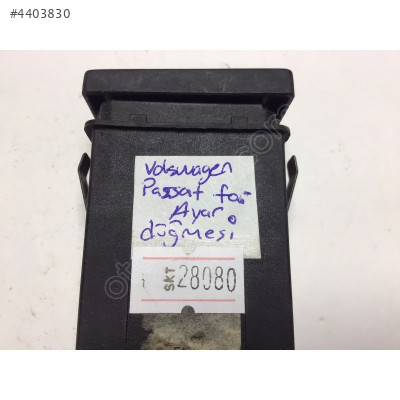 #4403830
Volswagen
Passat far
Ayar
düğmesi
SKT 28080